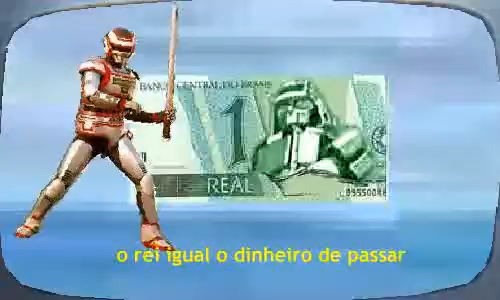 BANCO CENTRAL DO BRASIL
1
REAL
o rei igual o dinheiro de passar